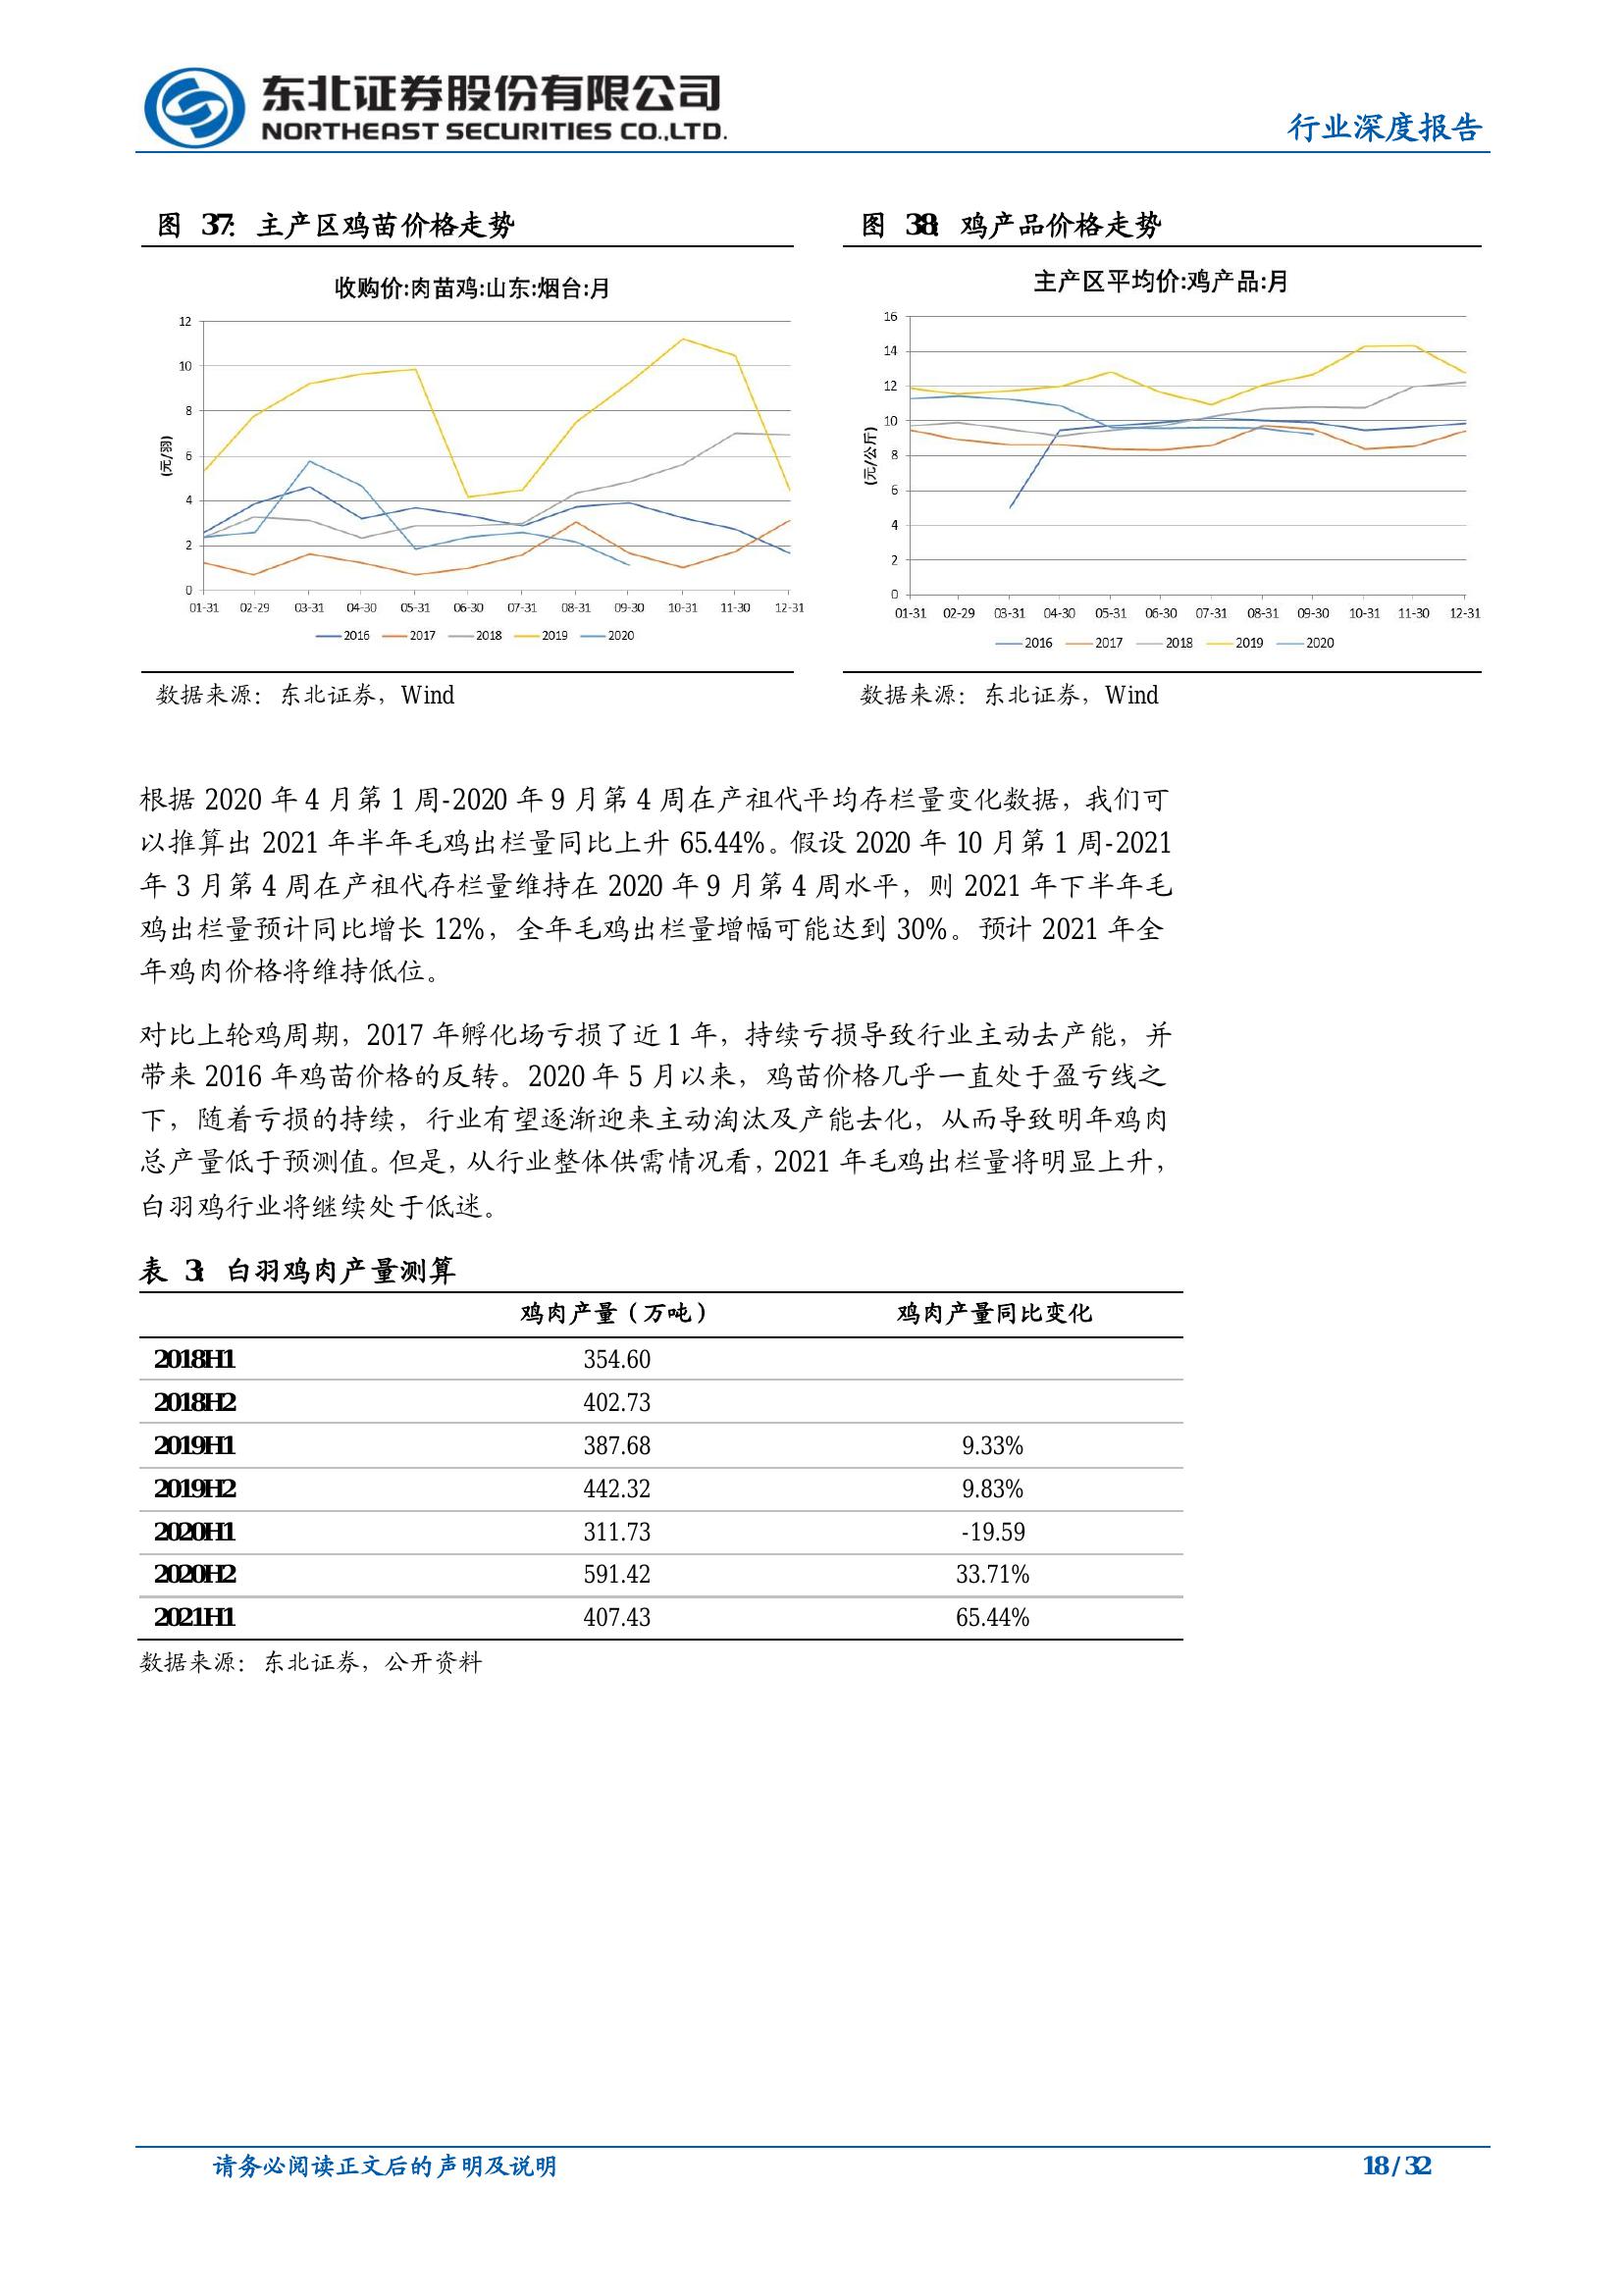 东北证券股份有限公司
NORTHEAST SECURITIES CO.,LTD.
行业深度报告
图 37: 主产区鸡苗价格走势
收购价:肉苗鸡:山东:烟台:月
(元/羽)
12
10
8
6
4
2
0
01-31 02-29 03-31 04-30 05-31 06-30 07-31 08-31 09-30 10-31 11-30 12-31
2016 2017 2018 2019 2020
数据来源：东北证券，Wind
图 38: 鸡产品价格走势
主产区平均价:鸡产品:月
(元/公斤)
16
14
12
10
8
6
4
2
0
01-31 02-29 03-31 04-30 05-31 06-30 07-31 08-31 09-30 10-31 11-30 12-31
2016 2017 2018 2019 2020
数据来源：东北证券，Wind
根据 2020 年 4 月第 1 周-2020 年 9 月第 4 周在产祖代平均存栏量变化数据，我们可
以推算出 2021 年半年毛鸡出栏量同比上升 65.44%。假设 2020 年 10 月第 1 周-2021
年 3 月第 4 周在产祖代存栏量维持在 2020 年 9 月第 4 周水平，则 2021 年下半年毛
鸡出栏量预计同比增长 12%，全年毛鸡出栏量增幅可能达到 30%。预计 2021 年全
年鸡肉价格将维持低位。
对比上轮鸡周期，2017 年孵化场亏损了近 1 年，持续亏损导致行业主动去产能，并
带来 2016 年鸡苗价格的反转。2020 年 5 月以来，鸡苗价格几乎一直处于盈亏线之
下，随着亏损的持续，行业有望逐渐迎来主动淘汰及产能去化，从而导致明年鸡肉
总产量低于预测值。但是，从行业整体供需情况看，2021 年毛鸡出栏量将明显上升，
白羽鸡行业将继续处于低迷。
表 3: 白羽鸡肉产量测算
鸡肉产量（万吨） 鸡肉产量同比变化
2018H1 354.60
2018H2 402.73
2019H1 387.68 9.33%
2019H2 442.32 9.83%
2020H1 311.73 -19.59
2020H2 591.42 33.71%
2021H1 407.43 65.44%
数据来源：东北证券，公开资料
请务必阅读正文后的声明及说明
18 / 32